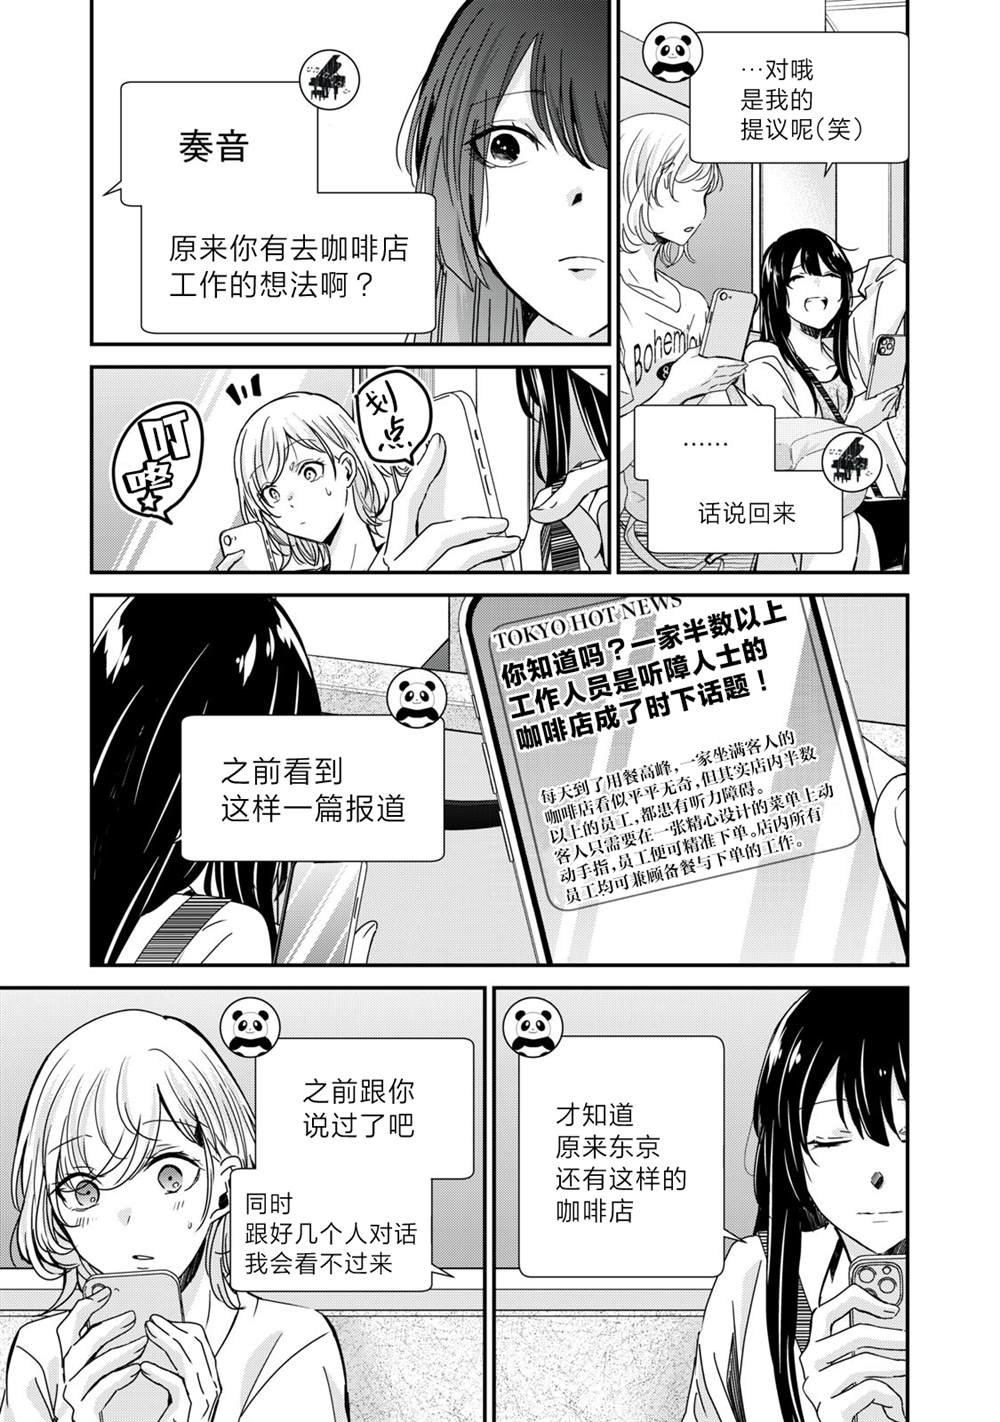 …对哦
是我的
提议呢(笑)
Bohemia
8
……
话说回来
奏音
原来你有去咖啡店
工作的想法啊？
划
点
叮
咚☆
TOKYO HOT NEWS
你知道吗？一家半数以上
工作人员是听障人士的
咖啡店成了时下话题！
每天到了用餐高峰，一家坐满客人的
咖啡店看似平平无奇，但其实店内半数
以上的员工，都患有听力障碍。
客人只需要在一张精心设计的菜单上动
动手指，员工便可精准下单。店内所有
员工均可兼顾备餐与下单的工作。
之前看到
这样一篇报道
才知道
原来东京
还有这样的
咖啡店
之前跟你
说过了吧
同时
跟好几个人对话
我会看不过来